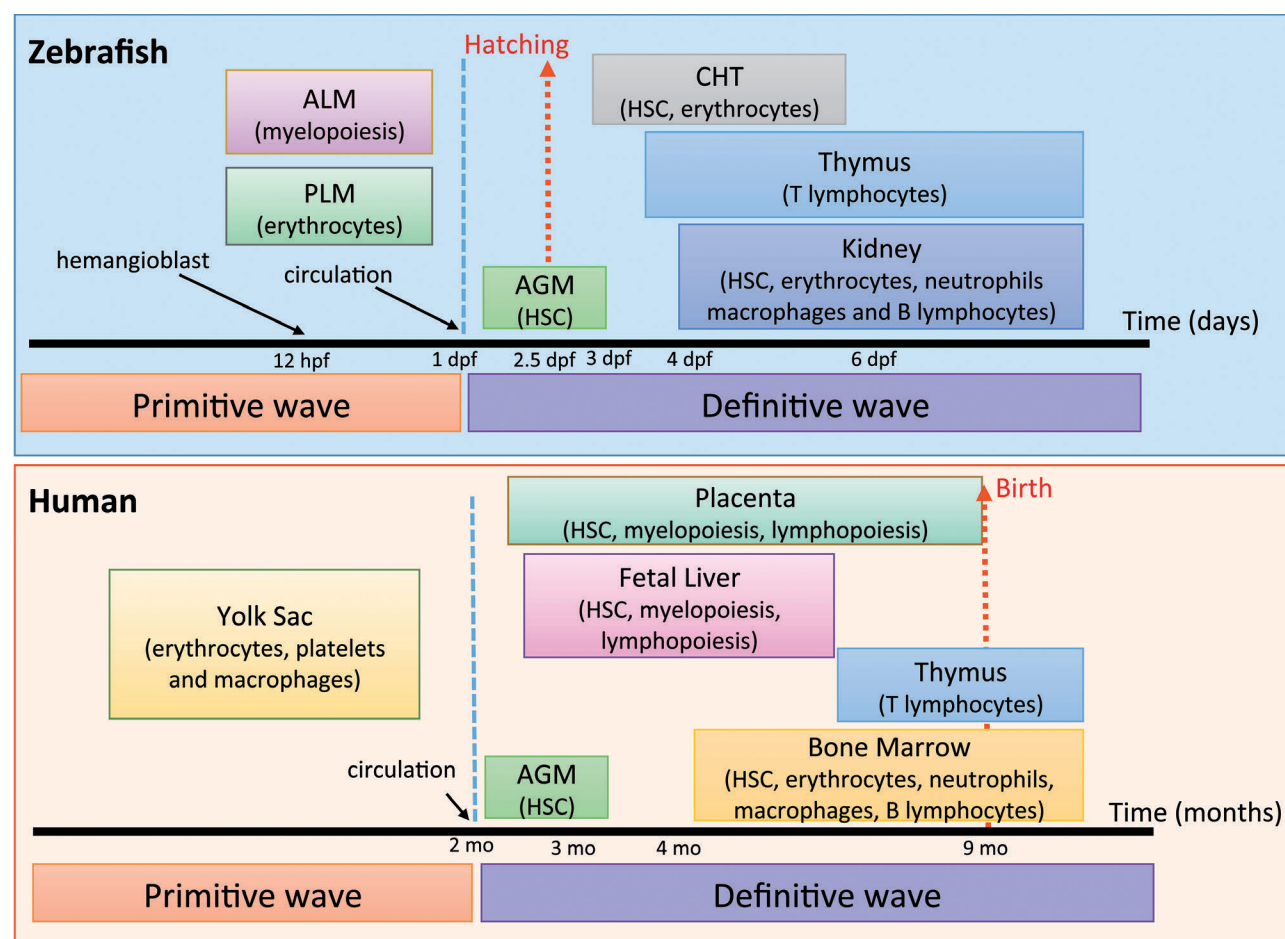 Zebrafish
Hatching
ALM
(myelopoiesis)
CHT
(HSC, erythrocytes)
Thymus
(T lymphocytes)
PLM
(erythrocytes)
hemangioblast
circulation
AGM
(HSC)
Kidney
(HSC, erythrocytes, neutrophils
macrophages and B lymphocytes)
Time (days)
12 hpf
1 dpf
2.5 dpf
3 dpf
4 dpf
6 dpf
Primitive wave
Definitive wave
Human
Placenta
(HSC, myelopoiesis, lymphopoiesis)
Birth
Fetal Liver
(HSC, myelopoiesis,
lymphopoiesis)
Yolk Sac
(erythrocytes, platelets
and macrophages)
Thymus
(T lymphocytes)
circulation
AGM
(HSC)
Bone Marrow
(HSC, erythrocytes, neutrophils,
macrophages, B lymphocytes)
Time (months)
2 mo
3 mo
4 mo
9 mo
Primitive wave
Definitive wave